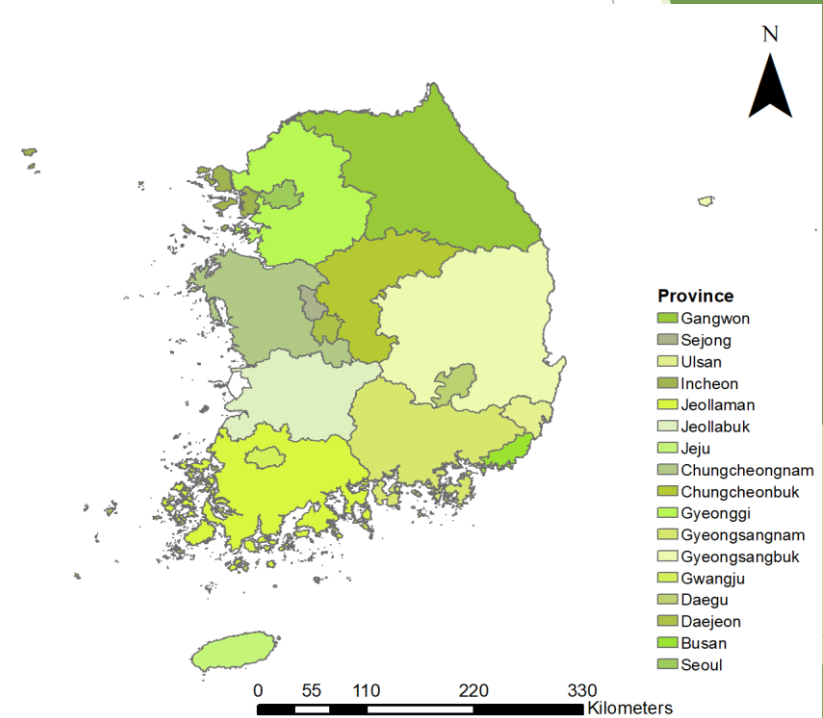 N
Province
Gangwon
Sejong
Ulsan
Incheon
Jeollaman
Jeollabuk
Jeju
Chungcheongnam
Chungcheonbuk
Gyeonggi
Gyeongsangnam
Gyeongsangbuk
Gwangju
Daegu
Daejeon
Busan
Seoul
0 55 110 220 330
Kilometers